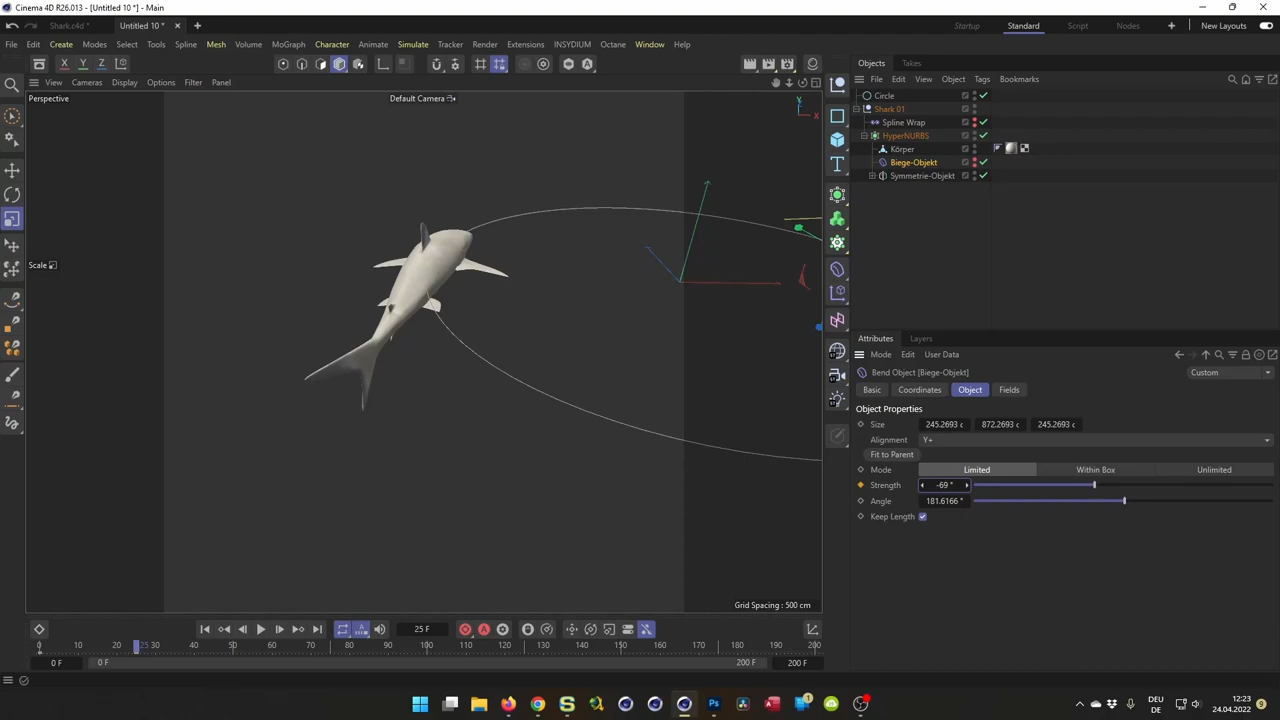 Cinema 4D R26.013 - [Untitled 10 *] - Main
Shark.c4d * Untitled 10 * Startup Standard Script Nodes New Layouts
File Edit Create Modes Select Tools Spline Mesh Volume MoGraph Character Animate Simulate Tracker Render Extensions INSYDIUM Octane Window Help
X Y Z
Objects Takes
View Cameras Display Options Filter Panel
File Edit View Object Tags Bookmarks
Perspective
Default Camera
Y
X
Circle
Shark 01
Spline Wrap
HyperNURBS
Körper
Biege-Objekt
Symmetrie-Objekt
Scale
Attributes Layers
Mode Edit User Data
Bend Object [Biege-Objekt]
Custom
Basic Coordinates Object Fields
Object Properties
Size 245.2693 c 872.2693 c 245.2693 c
Alignment Y+
Fit to Parent
Mode Limited Within Box Unlimited
Strength -69 °
Angle 181.6166 °
Keep Length
Grid Spacing : 500 cm
25 F
0 10 20 25 30 40 50 60 70 80 90 100 110 120 130 140 150 160 170 180 190 200
0 F 0 F 200 F 200 F
DEU
DE
12:23
24.04.2022